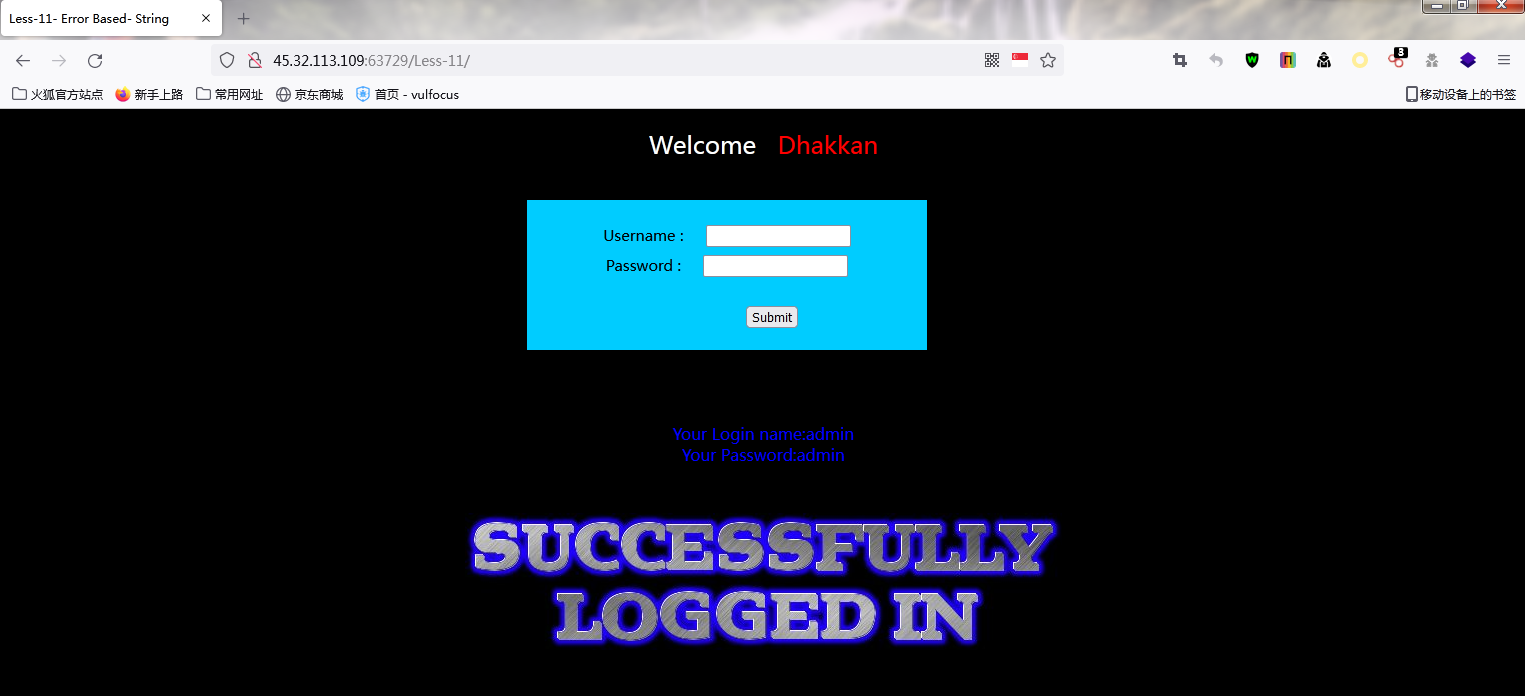 Less-11- Error Based- String
45.32.113.109:63729/Less-11/
8
火狐官方站点 新手上路 常用网址 京东商城 首页 - vulfocus 移动设备上的书签
Welcome Dhakkan
Username :
Password :
Submit
Your Login name:admin
Your Password:admin
SUCCESSFULLY
LOGGED IN